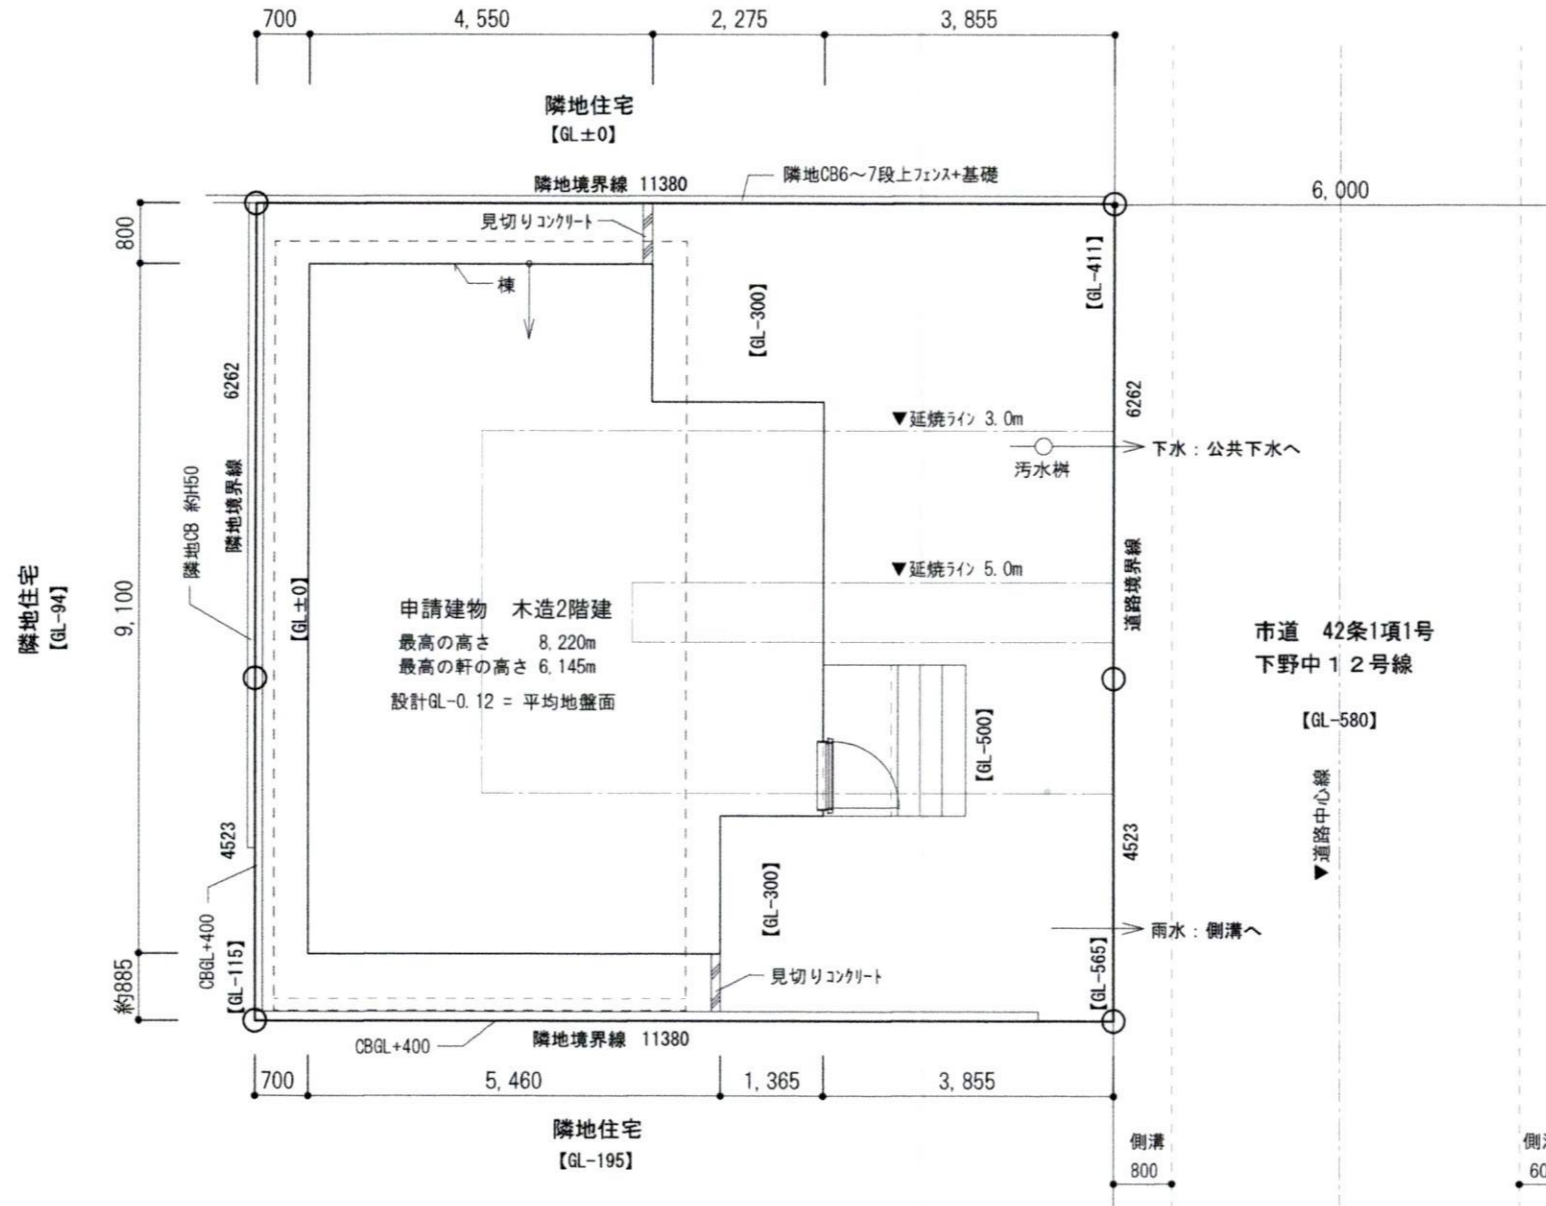 700
4,550
2,275
3,855
隣地住宅
【GL±0】
隣地境界線 11380
隣地CB6～7段上フェンス+基礎
6,000
見切りコンクリート
800
棟
【GL-300】
【GL-411】
6262
6262
▼延焼ライン 3.0m
下水：公共下水へ
汚水桝
隣地CB 約H50
隣地境界線
道路境界線
▼延焼ライン 5.0m
隣地住宅
【GL-94】
9,100
【GL±0】
申請建物 木造2階建
最高の高さ 8.220m
最高の軒の高さ 6.145m
設計GL-0.12 = 平均地盤面
市道 42条1項1号
下野中12号線
【GL-580】
【GL-500】
▼道路中心線
4523
4523
CBGL+400
【GL-300】
雨水：側溝へ
約885
【GL-115】
【GL-565】
見切りコンクリート
CBGL+400
隣地境界線 11380
700
5,460
1,365
3,855
隣地住宅
【GL-195】
側溝
800
側
60